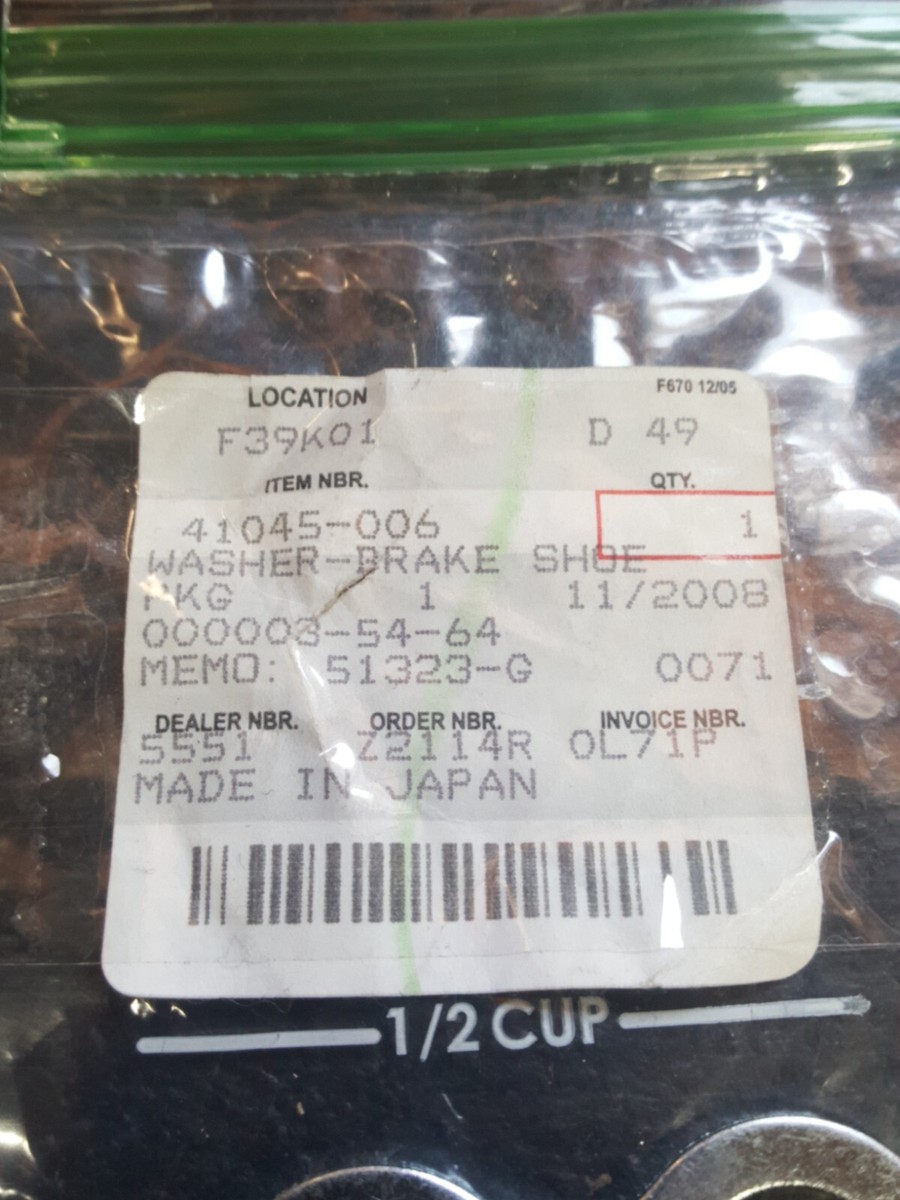 LOCATION F670 12/05
F39K01 D 49
ITEM NBR. QTY.
41045-006 1
WASHER-BRAKE SHOE
PKG 1 11/2008
000003-54-64
MEMO: 51323-G 0071
DEALER NBR. ORDER NBR. INVOICE NBR.
5551 Z2114R 0L71P
MADE IN JAPAN
1/2 CUP